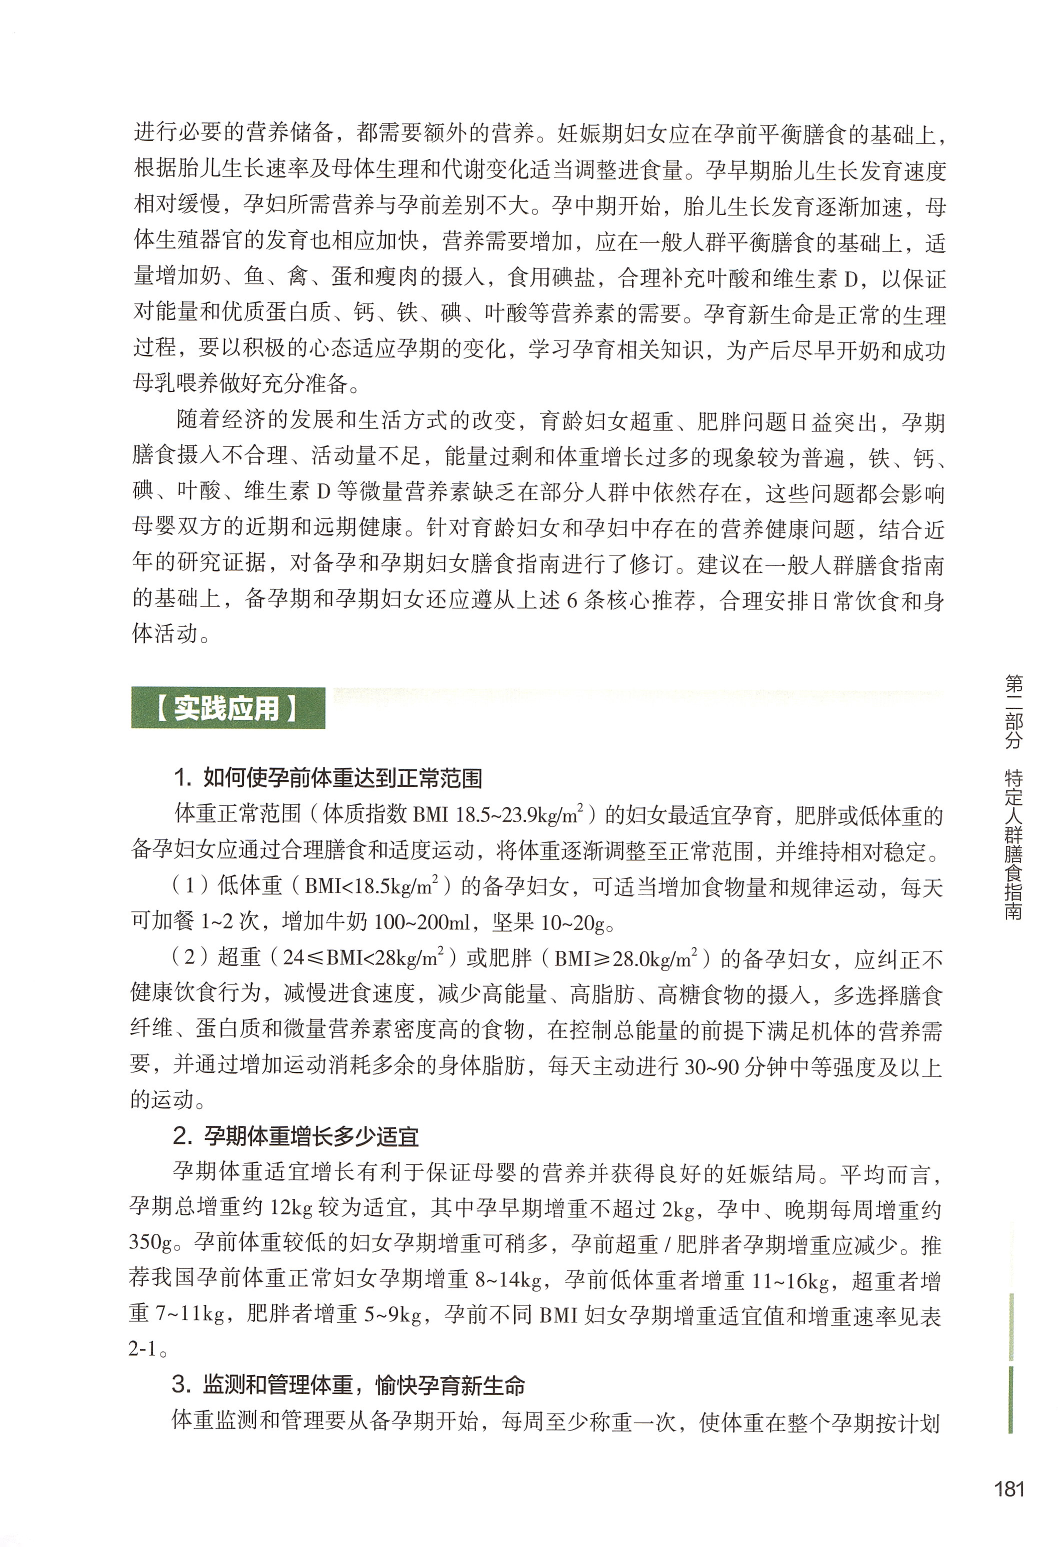 进行必要的营养储备，都需要额外的营养。妊娠期妇女应在孕前平衡膳食的基础上，
根据胎儿生长速率及母体生理和代谢变化适当调整进食量。孕早期胎儿生长发育速度
相对缓慢，孕妇所需营养与孕前差别不大。孕中期开始，胎儿生长发育逐渐加速，母
体生殖器官的发育也相应加快，营养需要增加，应在一般人群平衡膳食的基础上，适
量增加奶、鱼、禽、蛋和瘦肉的摄入，食用碘盐，合理补充叶酸和维生素 D，以保证
对能量和优质蛋白质、钙、铁、碘、叶酸等营养素的需要。孕育新生命是正常的生理
过程，要以积极的心态适应孕期的变化，学习孕育相关知识，为产后尽早开奶和成功
母乳喂养做好充分准备。
随着经济的发展和生活方式的改变，育龄妇女超重、肥胖问题日益突出，孕期
膳食摄入不合理、活动量不足，能量过剩和体重增长过多的现象较为普遍，铁、钙、
碘、叶酸、维生素 D 等微量营养素缺乏在部分人群中依然存在，这些问题都会影响
母婴双方的近期和远期健康。针对育龄妇女和孕妇中存在的营养健康问题，结合近
年的研究证据，对备孕和孕期妇女膳食指南进行了修订。建议在一般人群膳食指南
的基础上，备孕期和孕期妇女还应遵从上述 6 条核心推荐，合理安排日常饮食和身
体活动。
【实践应用】
1. 如何使孕前体重达到正常范围
体重正常范围（体质指数 BMI 18.5~23.9kg/m²）的妇女最适宜孕育，肥胖或低体重的
备孕妇女应通过合理膳食和适度运动，将体重逐渐调整至正常范围，并维持相对稳定。
（1）低体重（BMI<18.5kg/m²）的备孕妇女，可适当增加食物量和规律运动，每天
可加餐 1~2 次，增加牛奶 100~200ml，坚果 10~20g。
（2）超重（24≤BMI<28kg/m²）或肥胖（BMI≥28.0kg/m²）的备孕妇女，应纠正不
健康饮食行为，减慢进食速度，减少高能量、高脂肪、高糖食物的摄入，多选择膳食
纤维、蛋白质和微量营养素密度高的食物，在控制总能量的前提下满足机体的营养需
要，并通过增加运动消耗多余的身体脂肪，每天主动进行 30~90 分钟中等强度及以上
的运动。
2. 孕期体重增长多少适宜
孕期体重适宜增长有利于保证母婴的营养并获得良好的妊娠结局。平均而言，
孕期总增重约 12kg 较为适宜，其中孕早期增重不超过 2kg，孕中、晚期每周增重约
350g。孕前体重较低的妇女孕期增重可稍多，孕前超重 / 肥胖者孕期增重应减少。推
荐我国孕前体重正常妇女孕期增重 8~14kg，孕前低体重者增重 11~16kg，超重者增
重 7~11kg，肥胖者增重 5~9kg，孕前不同 BMI 妇女孕期增重适宜值和增重速率见表
2-1。
3. 监测和管理体重，愉快孕育新生命
体重监测和管理要从备孕期开始，每周至少称重一次，使体重在整个孕期按计划
第二部分 特定人群膳食指南
181